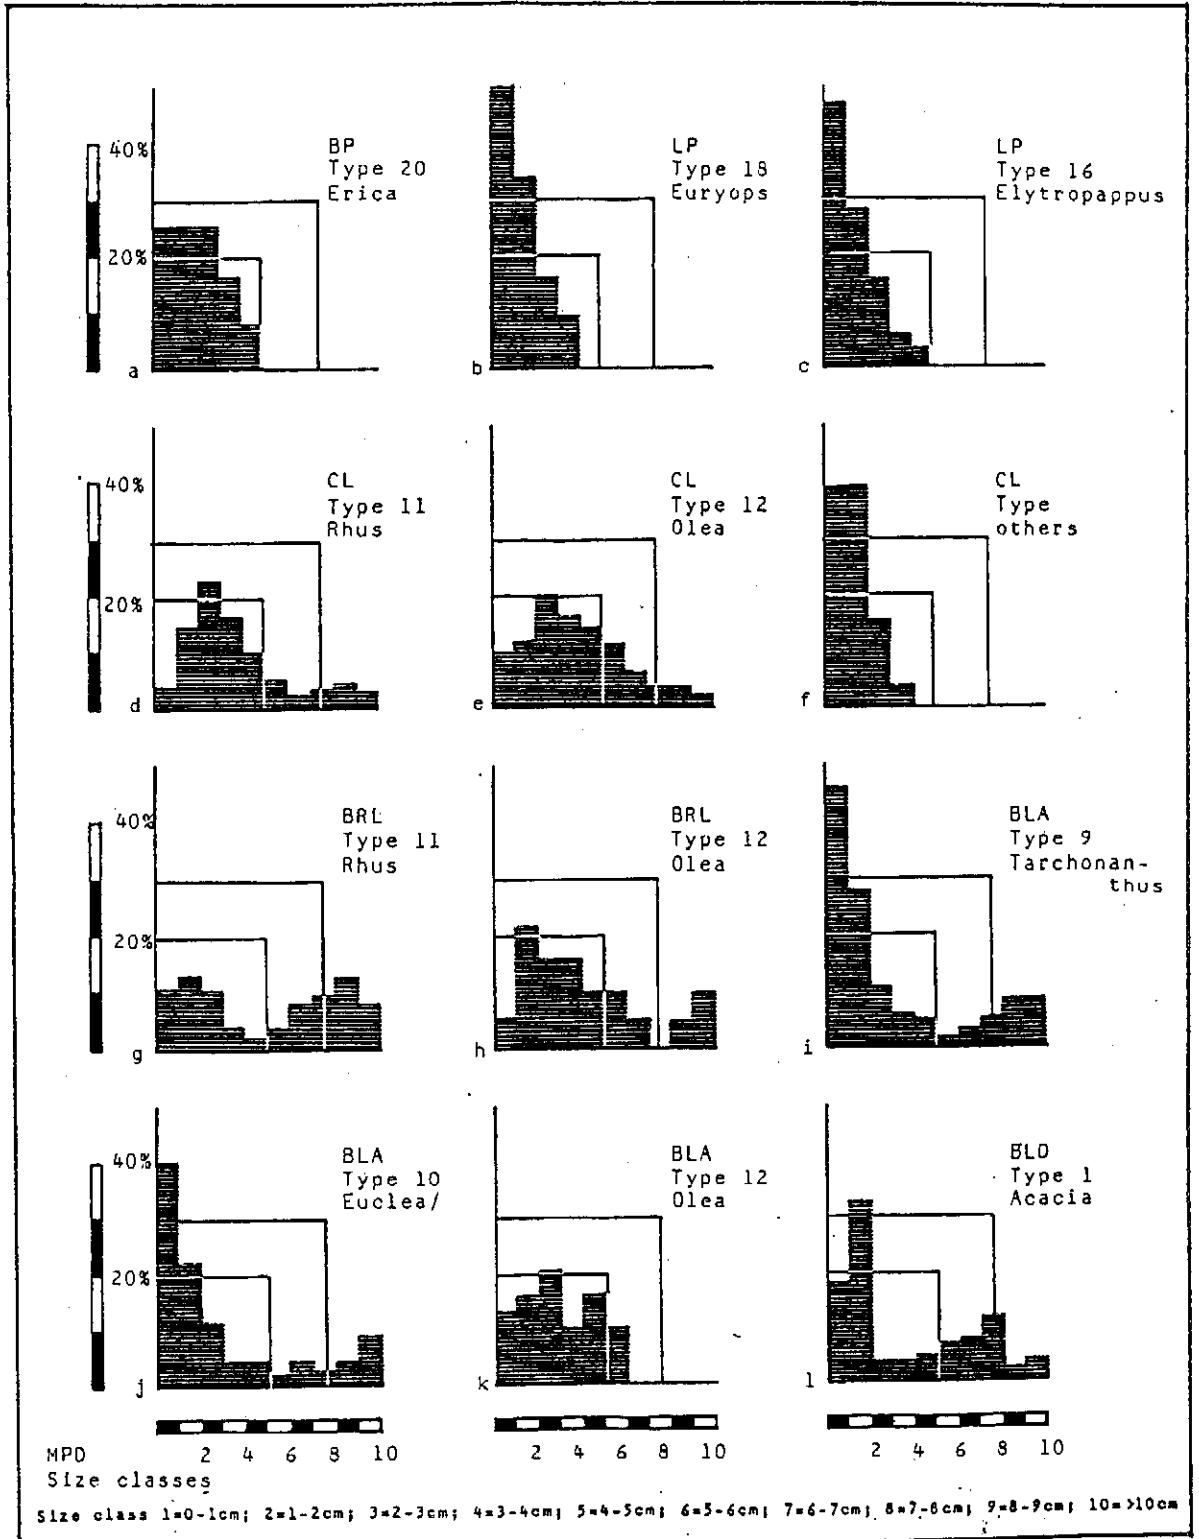 40%
20%
a
BP
Type 20
Erica
b
LP
Type 18
Euryops
c
LP
Type 16
Elytropappus
40%
20%
d
CL
Type 11
Rhus
e
CL
Type 12
Olea
f
CL
Type
others
40%
20%
g
BRL
Type 11
Rhus
h
BRL
Type 12
Olea
i
BLA
Type 9
Tarchonan-
thus
40%
20%
j
BLA
Type 10
Euclea/
k
BLA
Type 12
Olea
l
BLD
Type 1
Acacia
2 4 6 8 10
2 4 6 8 10
2 4 6 8 10
MPD
Size classes
Size class 1=0-1cm; 2=1-2cm; 3=2-3cm; 4=3-4cm; 5=4-5cm; 6=5-6cm; 7=6-7cm; 8=7-8cm; 9=8-9cm; 10=>10cm